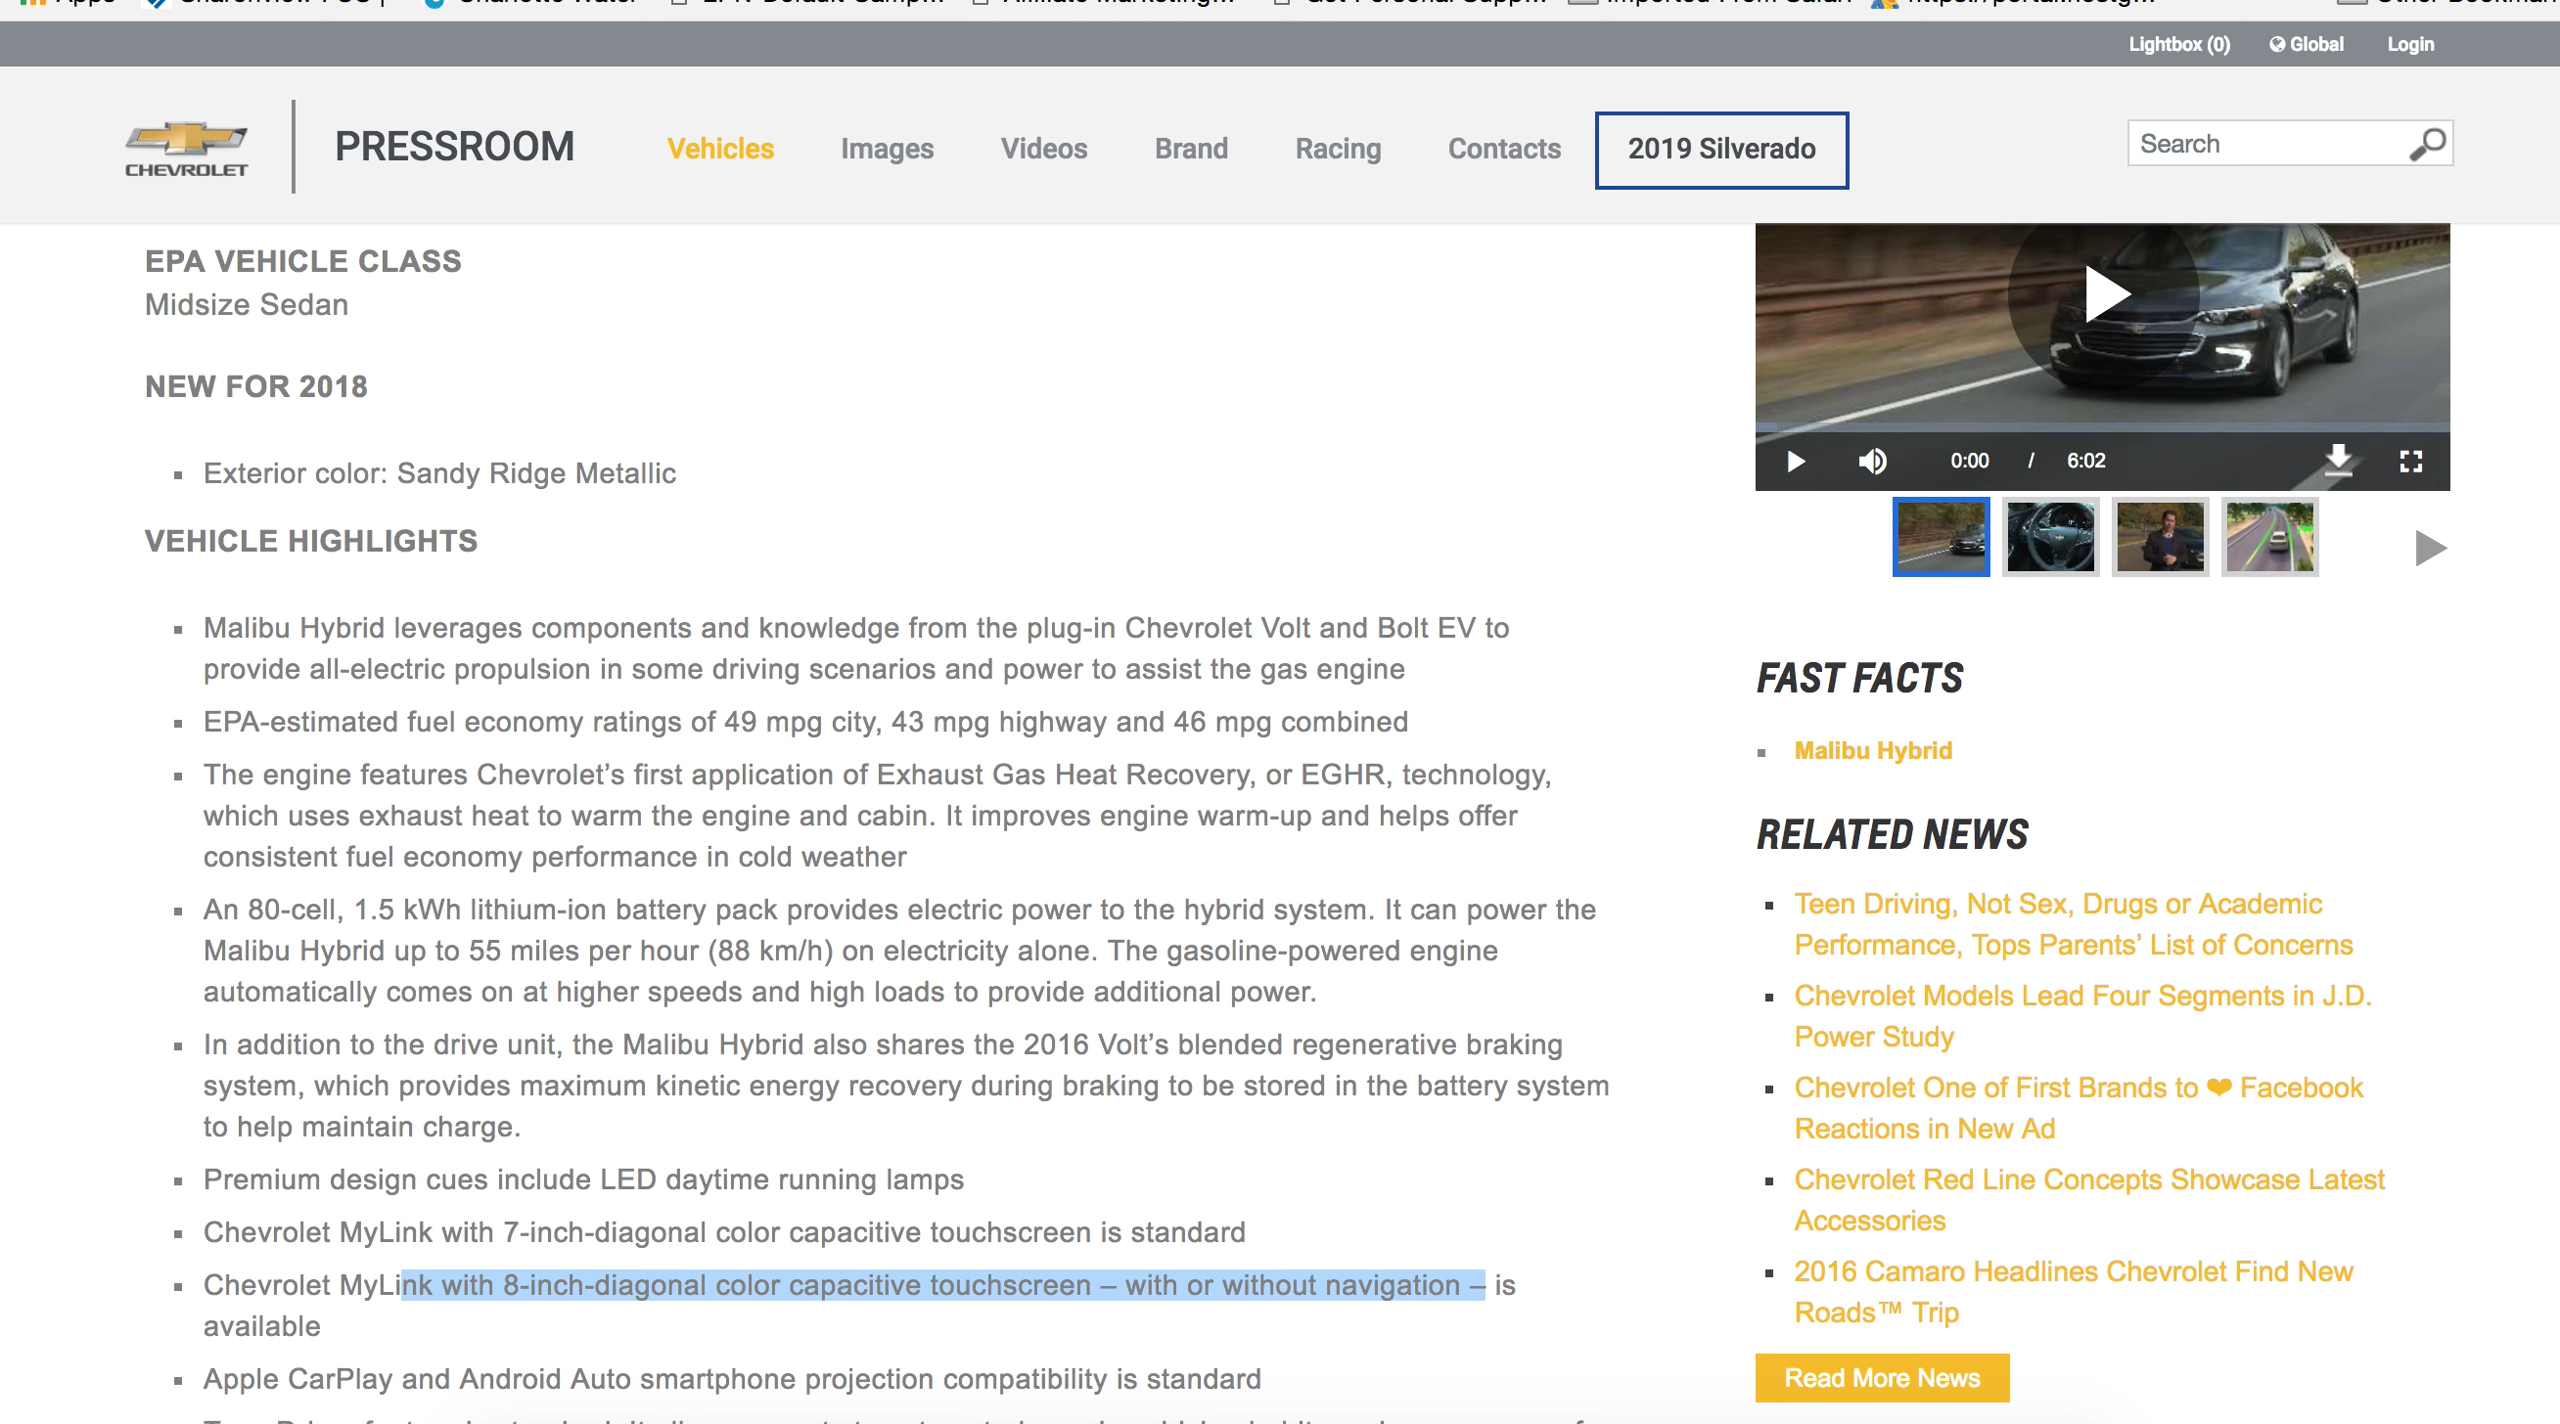 Lightbox (0) Global Login
CHEVROLET
PRESSROOM Vehicles Images Videos Brand Racing Contacts 2019 Silverado Search
EPA VEHICLE CLASS
Midsize Sedan
NEW FOR 2018
▪ Exterior color: Sandy Ridge Metallic
VEHICLE HIGHLIGHTS
▪ Malibu Hybrid leverages components and knowledge from the plug-in Chevrolet Volt and Bolt EV to
provide all-electric propulsion in some driving scenarios and power to assist the gas engine
▪ EPA-estimated fuel economy ratings of 49 mpg city, 43 mpg highway and 46 mpg combined
▪ The engine features Chevrolet’s first application of Exhaust Gas Heat Recovery, or EGHR, technology,
which uses exhaust heat to warm the engine and cabin. It improves engine warm-up and helps offer
consistent fuel economy performance in cold weather
▪ An 80-cell, 1.5 kWh lithium-ion battery pack provides electric power to the hybrid system. It can power the
Malibu Hybrid up to 55 miles per hour (88 km/h) on electricity alone. The gasoline-powered engine
automatically comes on at higher speeds and high loads to provide additional power.
▪ In addition to the drive unit, the Malibu Hybrid also shares the 2016 Volt’s blended regenerative braking
system, which provides maximum kinetic energy recovery during braking to be stored in the battery system
to help maintain charge.
▪ Premium design cues include LED daytime running lamps
▪ Chevrolet MyLink with 7-inch-diagonal color capacitive touchscreen is standard
▪ Chevrolet MyLink with 8-inch-diagonal color capacitive touchscreen – with or without navigation – is
available
▪ Apple CarPlay and Android Auto smartphone projection compatibility is standard
0:00 / 6:02
FAST FACTS
▪ Malibu Hybrid
RELATED NEWS
▪ Teen Driving, Not Sex, Drugs or Academic
Performance, Tops Parents’ List of Concerns
▪ Chevrolet Models Lead Four Segments in J.D.
Power Study
▪ Chevrolet One of First Brands to ❤ Facebook
Reactions in New Ad
▪ Chevrolet Red Line Concepts Showcase Latest
Accessories
▪ 2016 Camaro Headlines Chevrolet Find New
Roads™ Trip
Read More News